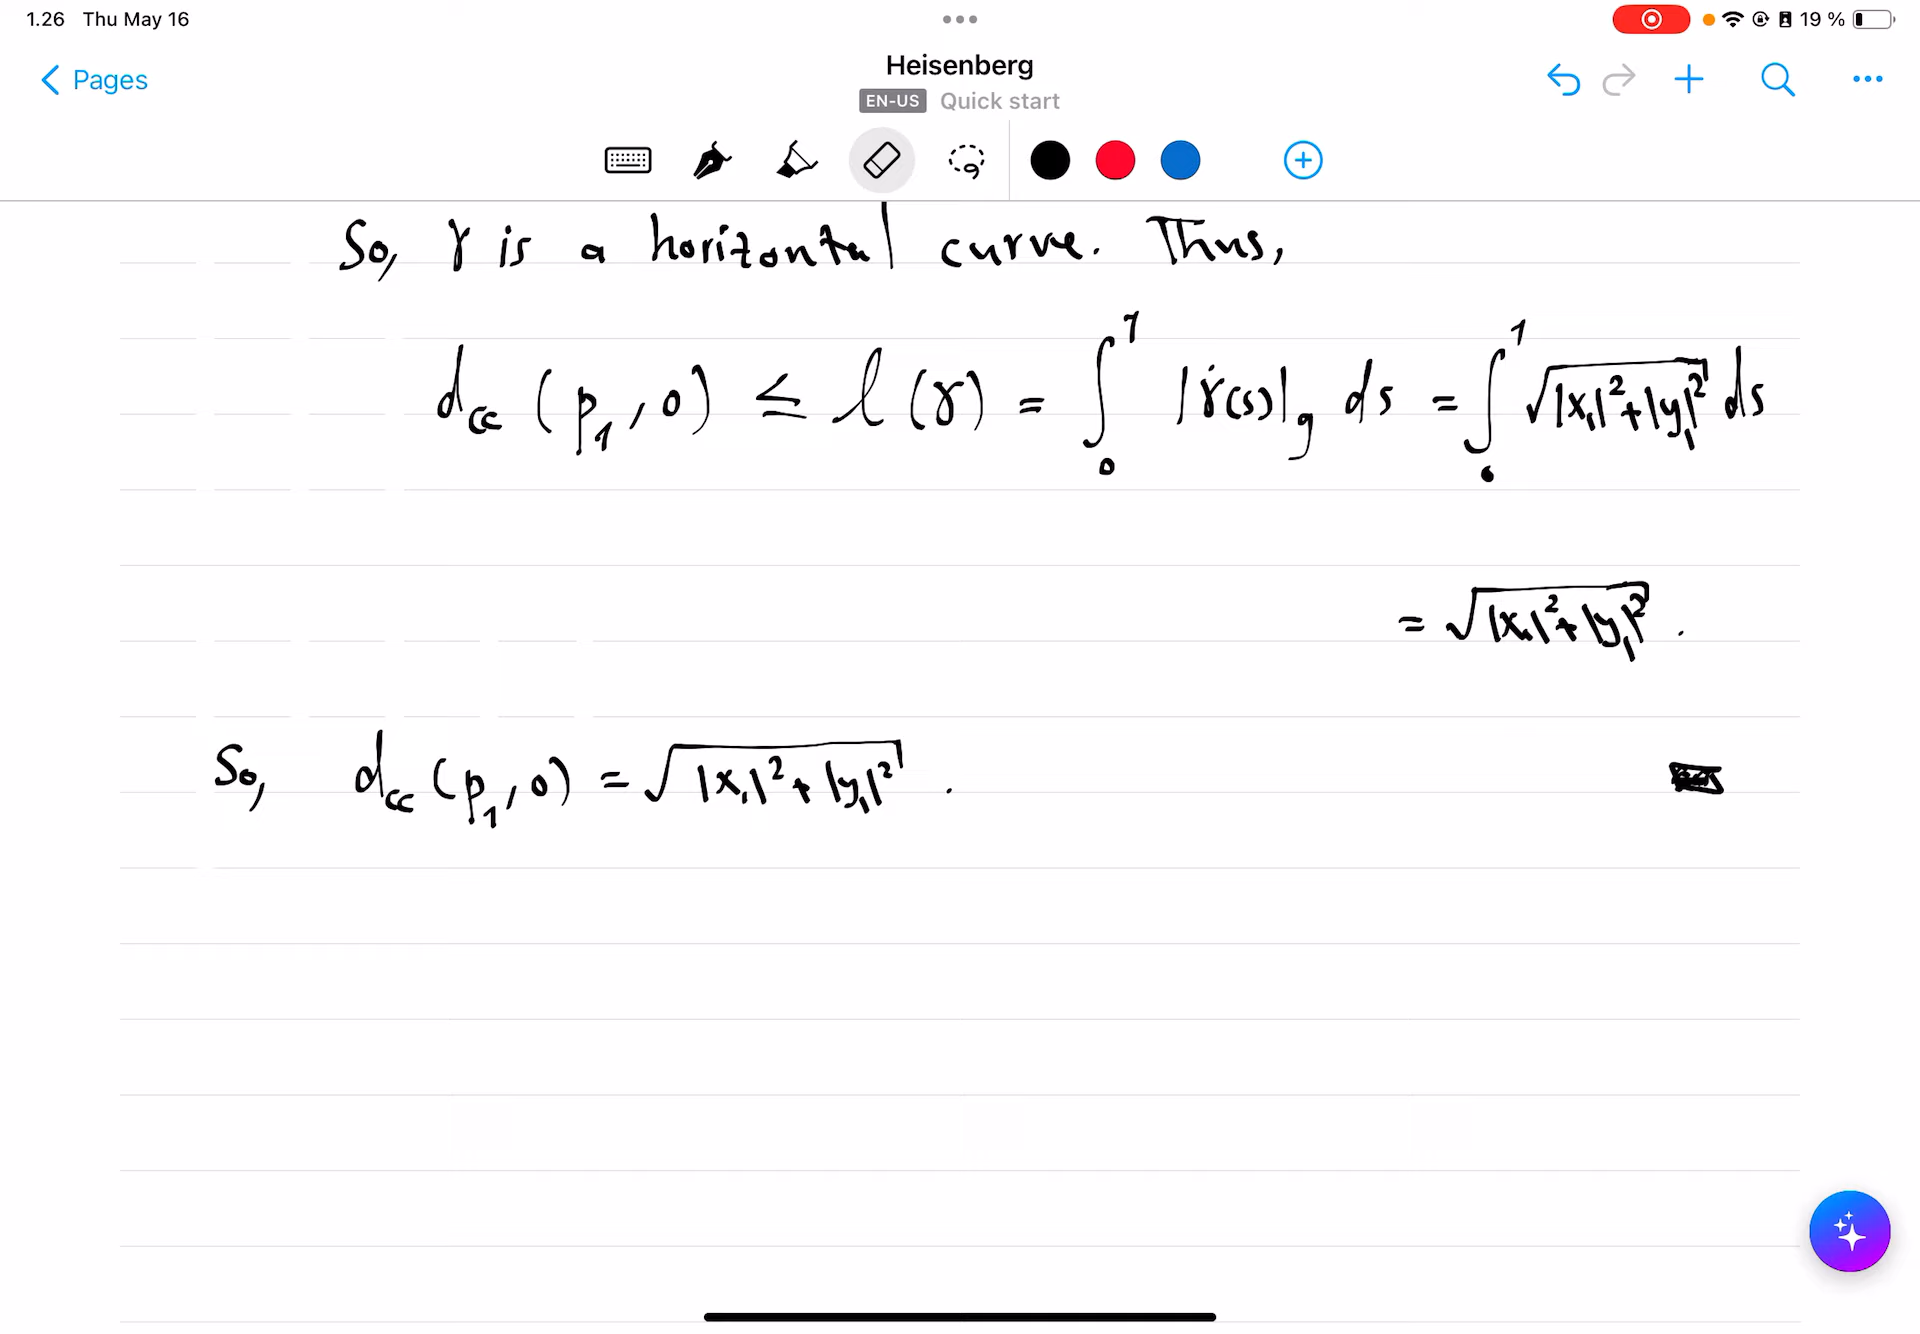 1.26 Thu May 16
19 %
Pages
Heisenberg
EN-US Quick start
So, γ is a horizontal curve. Thus,
d_cc (p_1, 0) ≤ l(γ) = ∫_0^1 |γ̇(s)|_g ds = ∫_0^1 √(|x_1|^2 + |y_1|^2) ds
= √(|x_1|^2 + |y_1|^2) .
So, d_cc (p_1, 0) = √(|x_1|^2 + |y_1|^2) .